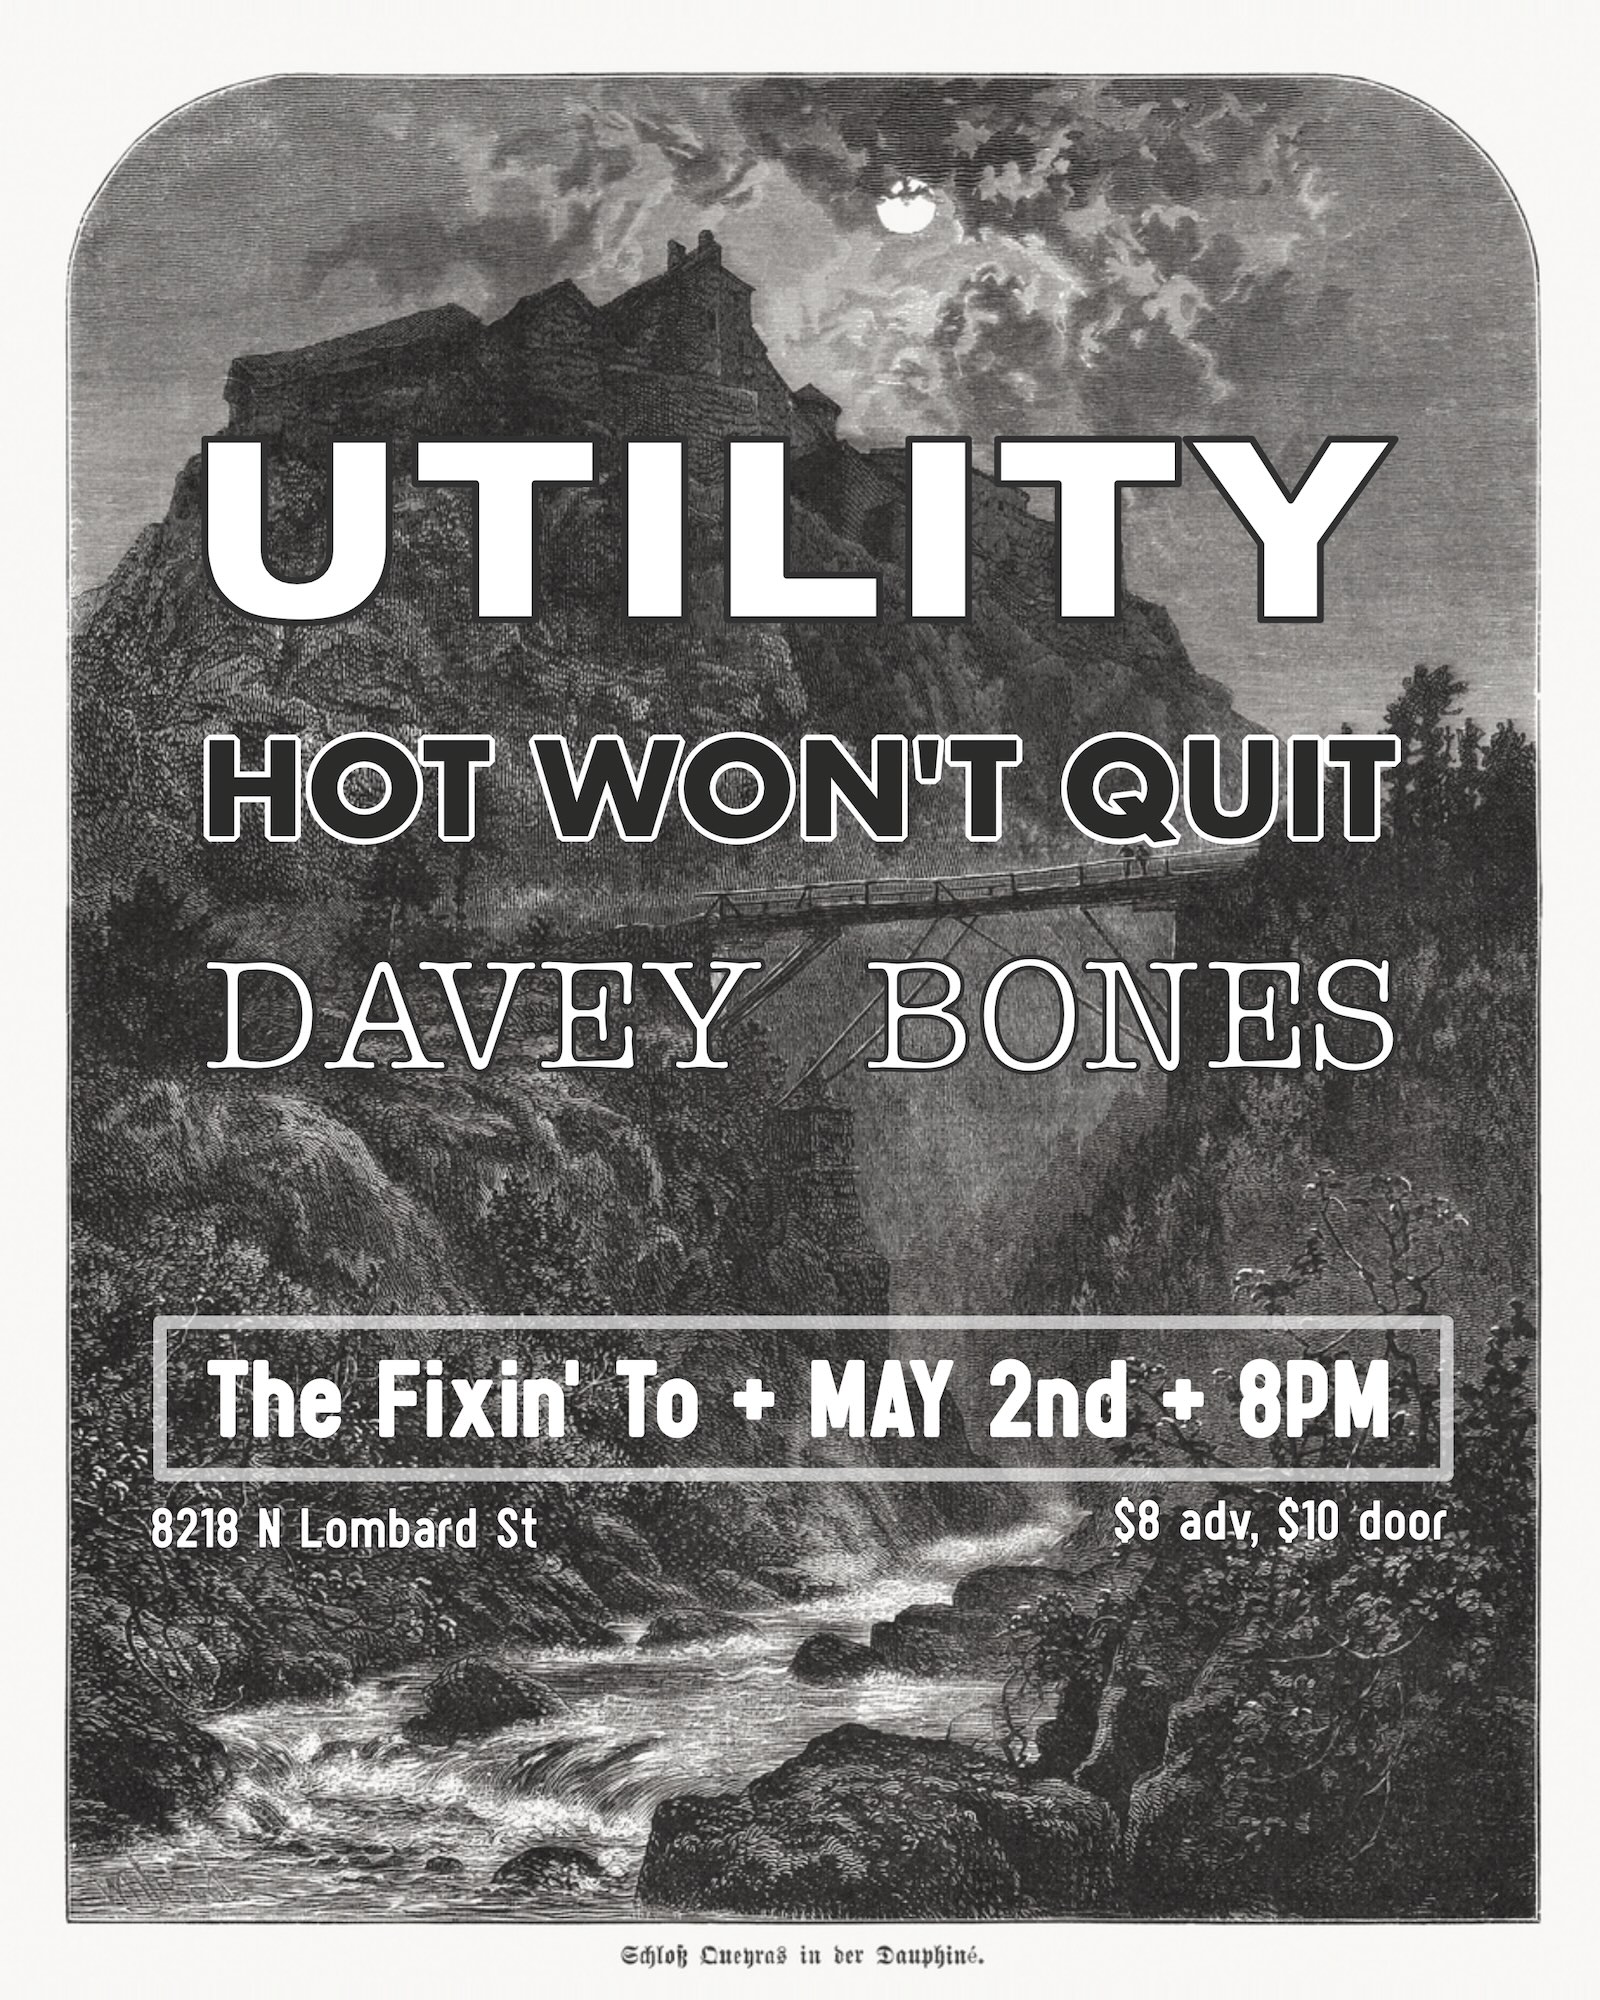 UTILITY
HOT WON'T QUIT
DAVEY BONES
The Fixin' To + MAY 2nd + 8PM
8218 N Lombard St
$8 adv, $10 door
Schloß Queyras in der Dauphiné.